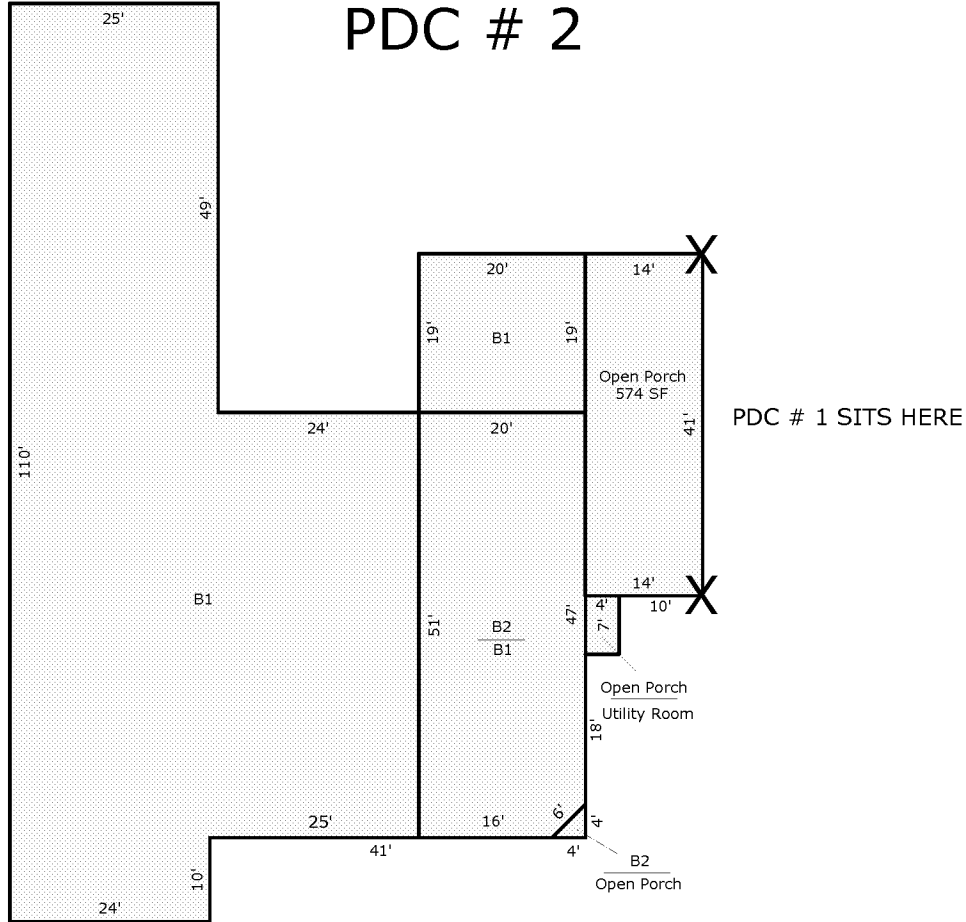 PDC # 2
25'
49'
20'
14'
19'
B1
19'
Open Porch
574 SF
41'
PDC # 1 SITS HERE
24'
20'
110'
14'
4'
10'
7'
B1
51'
B2
B1
47'
Open Porch
Utility Room
18'
6'
4'
25'
16'
41'
4'
B2
Open Porch
10'
24'